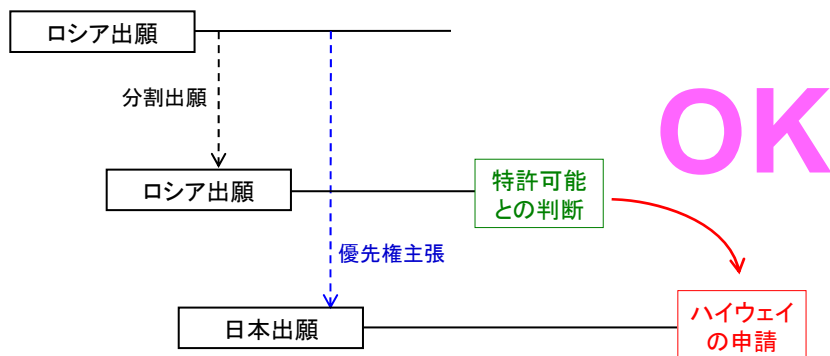 ロシア出願
分割出願
OK
ロシア出願
特許可能
との判断
優先権主張
日本出願
ハイウェイ
の申請